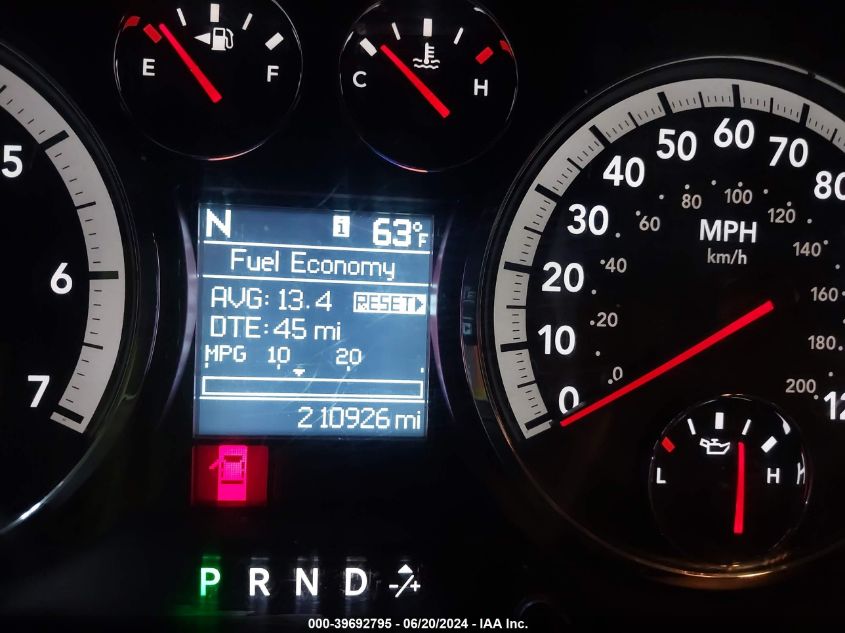 E F
C H
5
6
7
N i 63°F
Fuel Economy
AVG: 13.4 RESET
DTE: 45 mi
MPG 10 20
210926 mi
P R N D -/+
0 10 20 30 40 50 60 70 80 12
MPH
km/h
0 20 40 60 80 100 120 140 160 180 200
L H
000-39692795 - 06/20/2024 - IAA Inc.